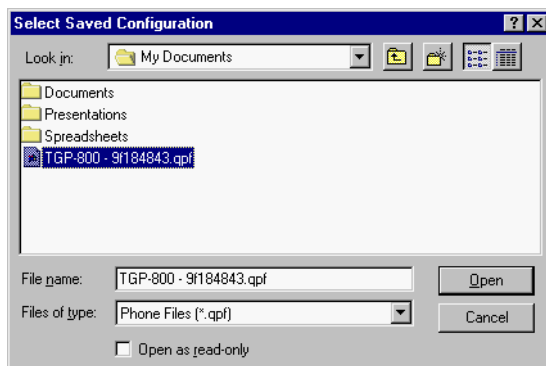 Select Saved Configuration
Look in: My Documents
Documents
Presentations
Spreadsheets
TGP-800 - 9f184843.qpf
File name: TGP-800 - 9f184843.qpf Open
Files of type: Phone Files (*.qpf) Cancel
Open as read-only